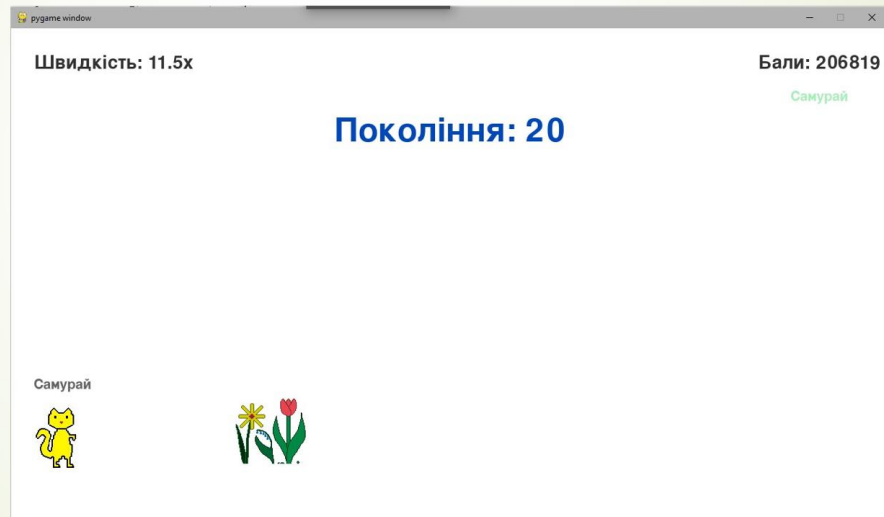 pygame window
Швидкість: 11.5x
Бали: 206819
Самурай
Покоління: 20
Самурай